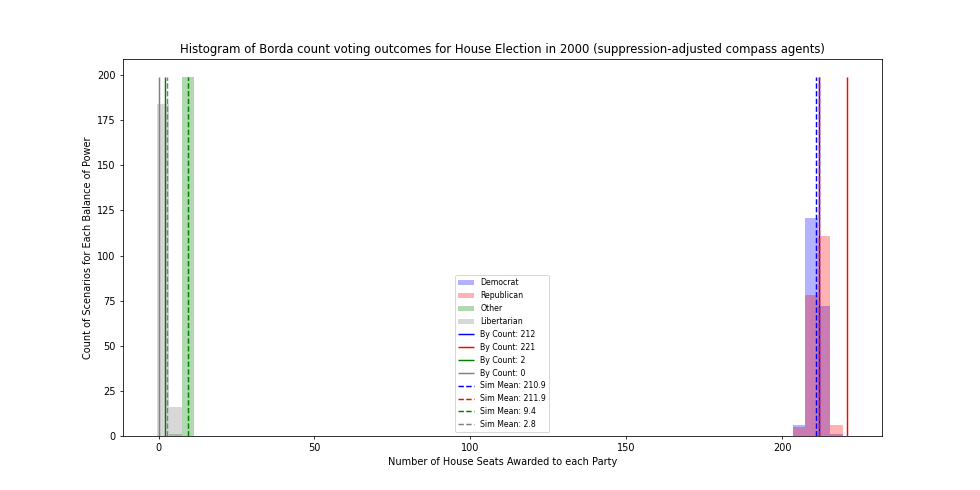 Histogram of Borda count voting outcomes for House Election in 2000 (suppression-adjusted compass agents)
200
175
150
125
100
75
50
25
0
Count of Scenarios for Each Balance of Power
Democrat
Republican
Other
Libertarian
By Count: 212
By Count: 221
By Count: 2
By Count: 0
Sim Mean: 210.9
Sim Mean: 211.9
Sim Mean: 9.4
Sim Mean: 2.8
0 50 100 150 200
Number of House Seats Awarded to each Party